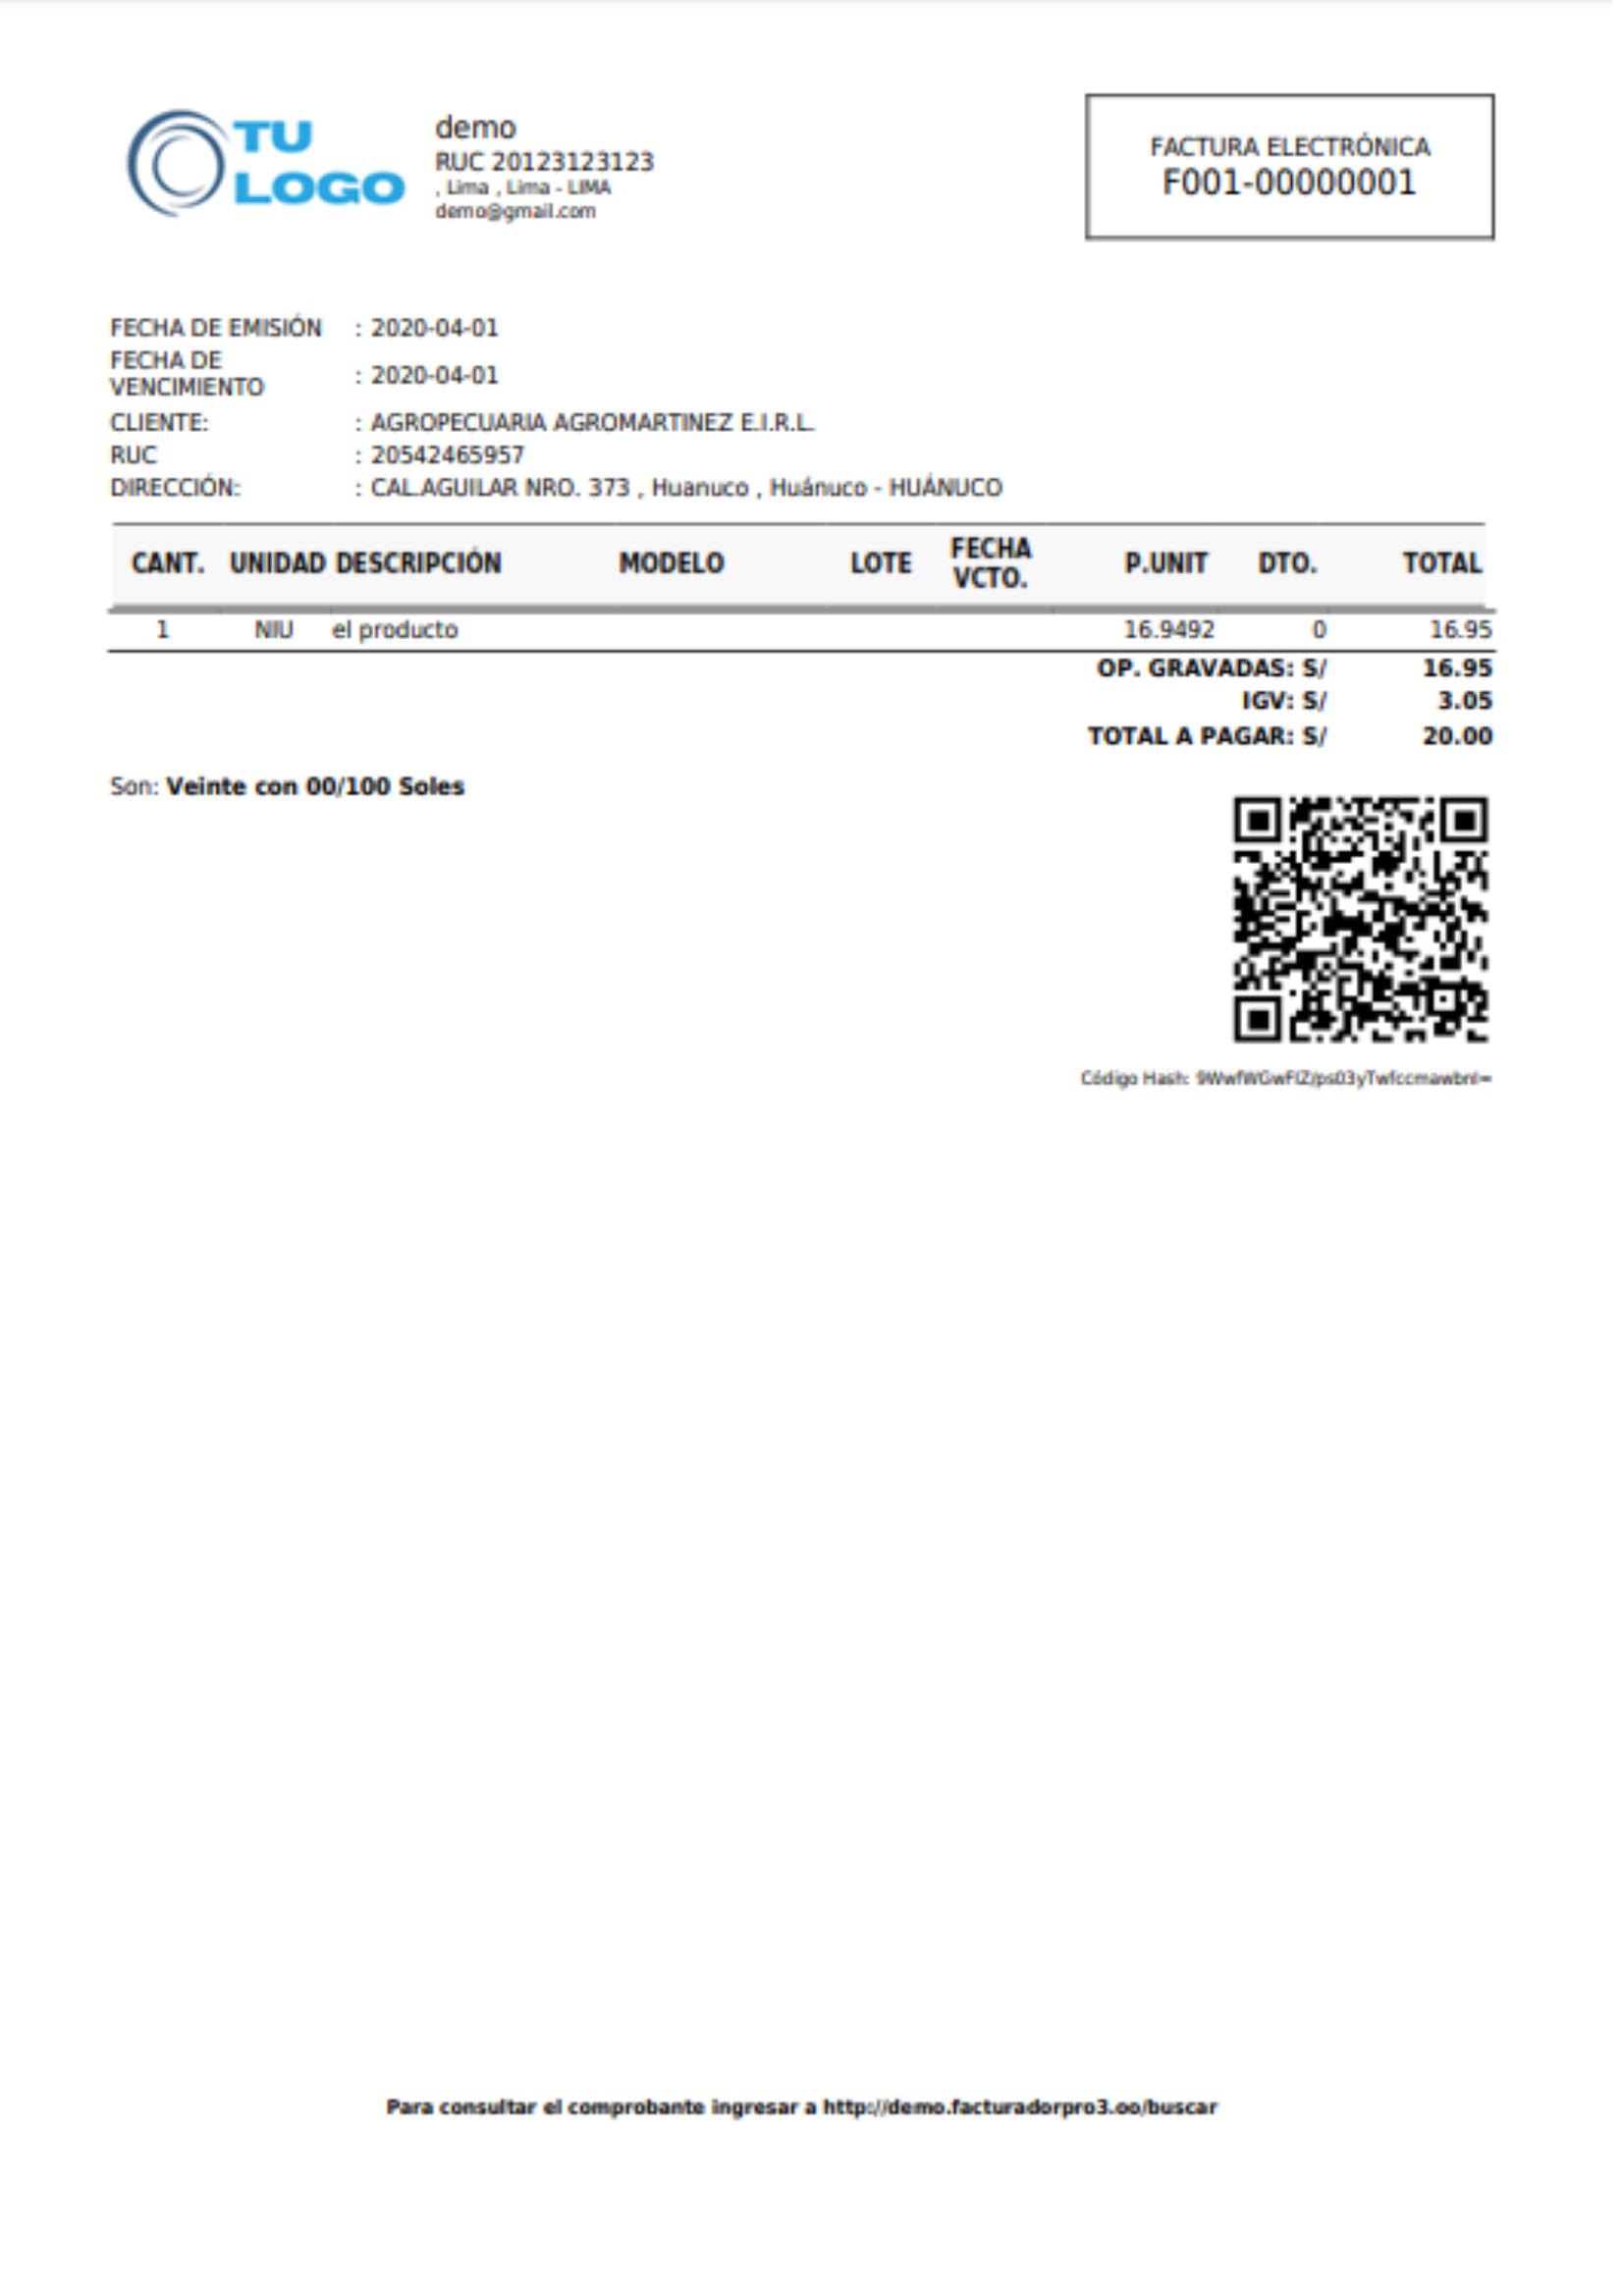 TU
LOGO
demo
RUC 20123123123
, Lima , Lima - LIMA
demo@gmail.com
FACTURA ELECTRÓNICA
F001-00000001
FECHA DE EMISIÓN : 2020-04-01
FECHA DE
VENCIMIENTO : 2020-04-01
CLIENTE: : AGROPECUARIA AGROMARTINEZ E.I.R.L.
RUC : 20542465957
DIRECCIÓN: : CAL.AGUILAR NRO. 373 , Huanuco , Huánuco - HUÁNUCO
CANT. UNIDAD DESCRIPCIÓN MODELO LOTE FECHA VCTO. P.UNIT DTO. TOTAL
1 NIU el producto 16.9492 0 16.95
OP. GRAVADAS: S/ 16.95
IGV: S/ 3.05
TOTAL A PAGAR: S/ 20.00
Son: Veinte con 00/100 Soles
Código Hash:
Para consultar el comprobante ingresar a http://demo.facturadorpro3.oo/buscar